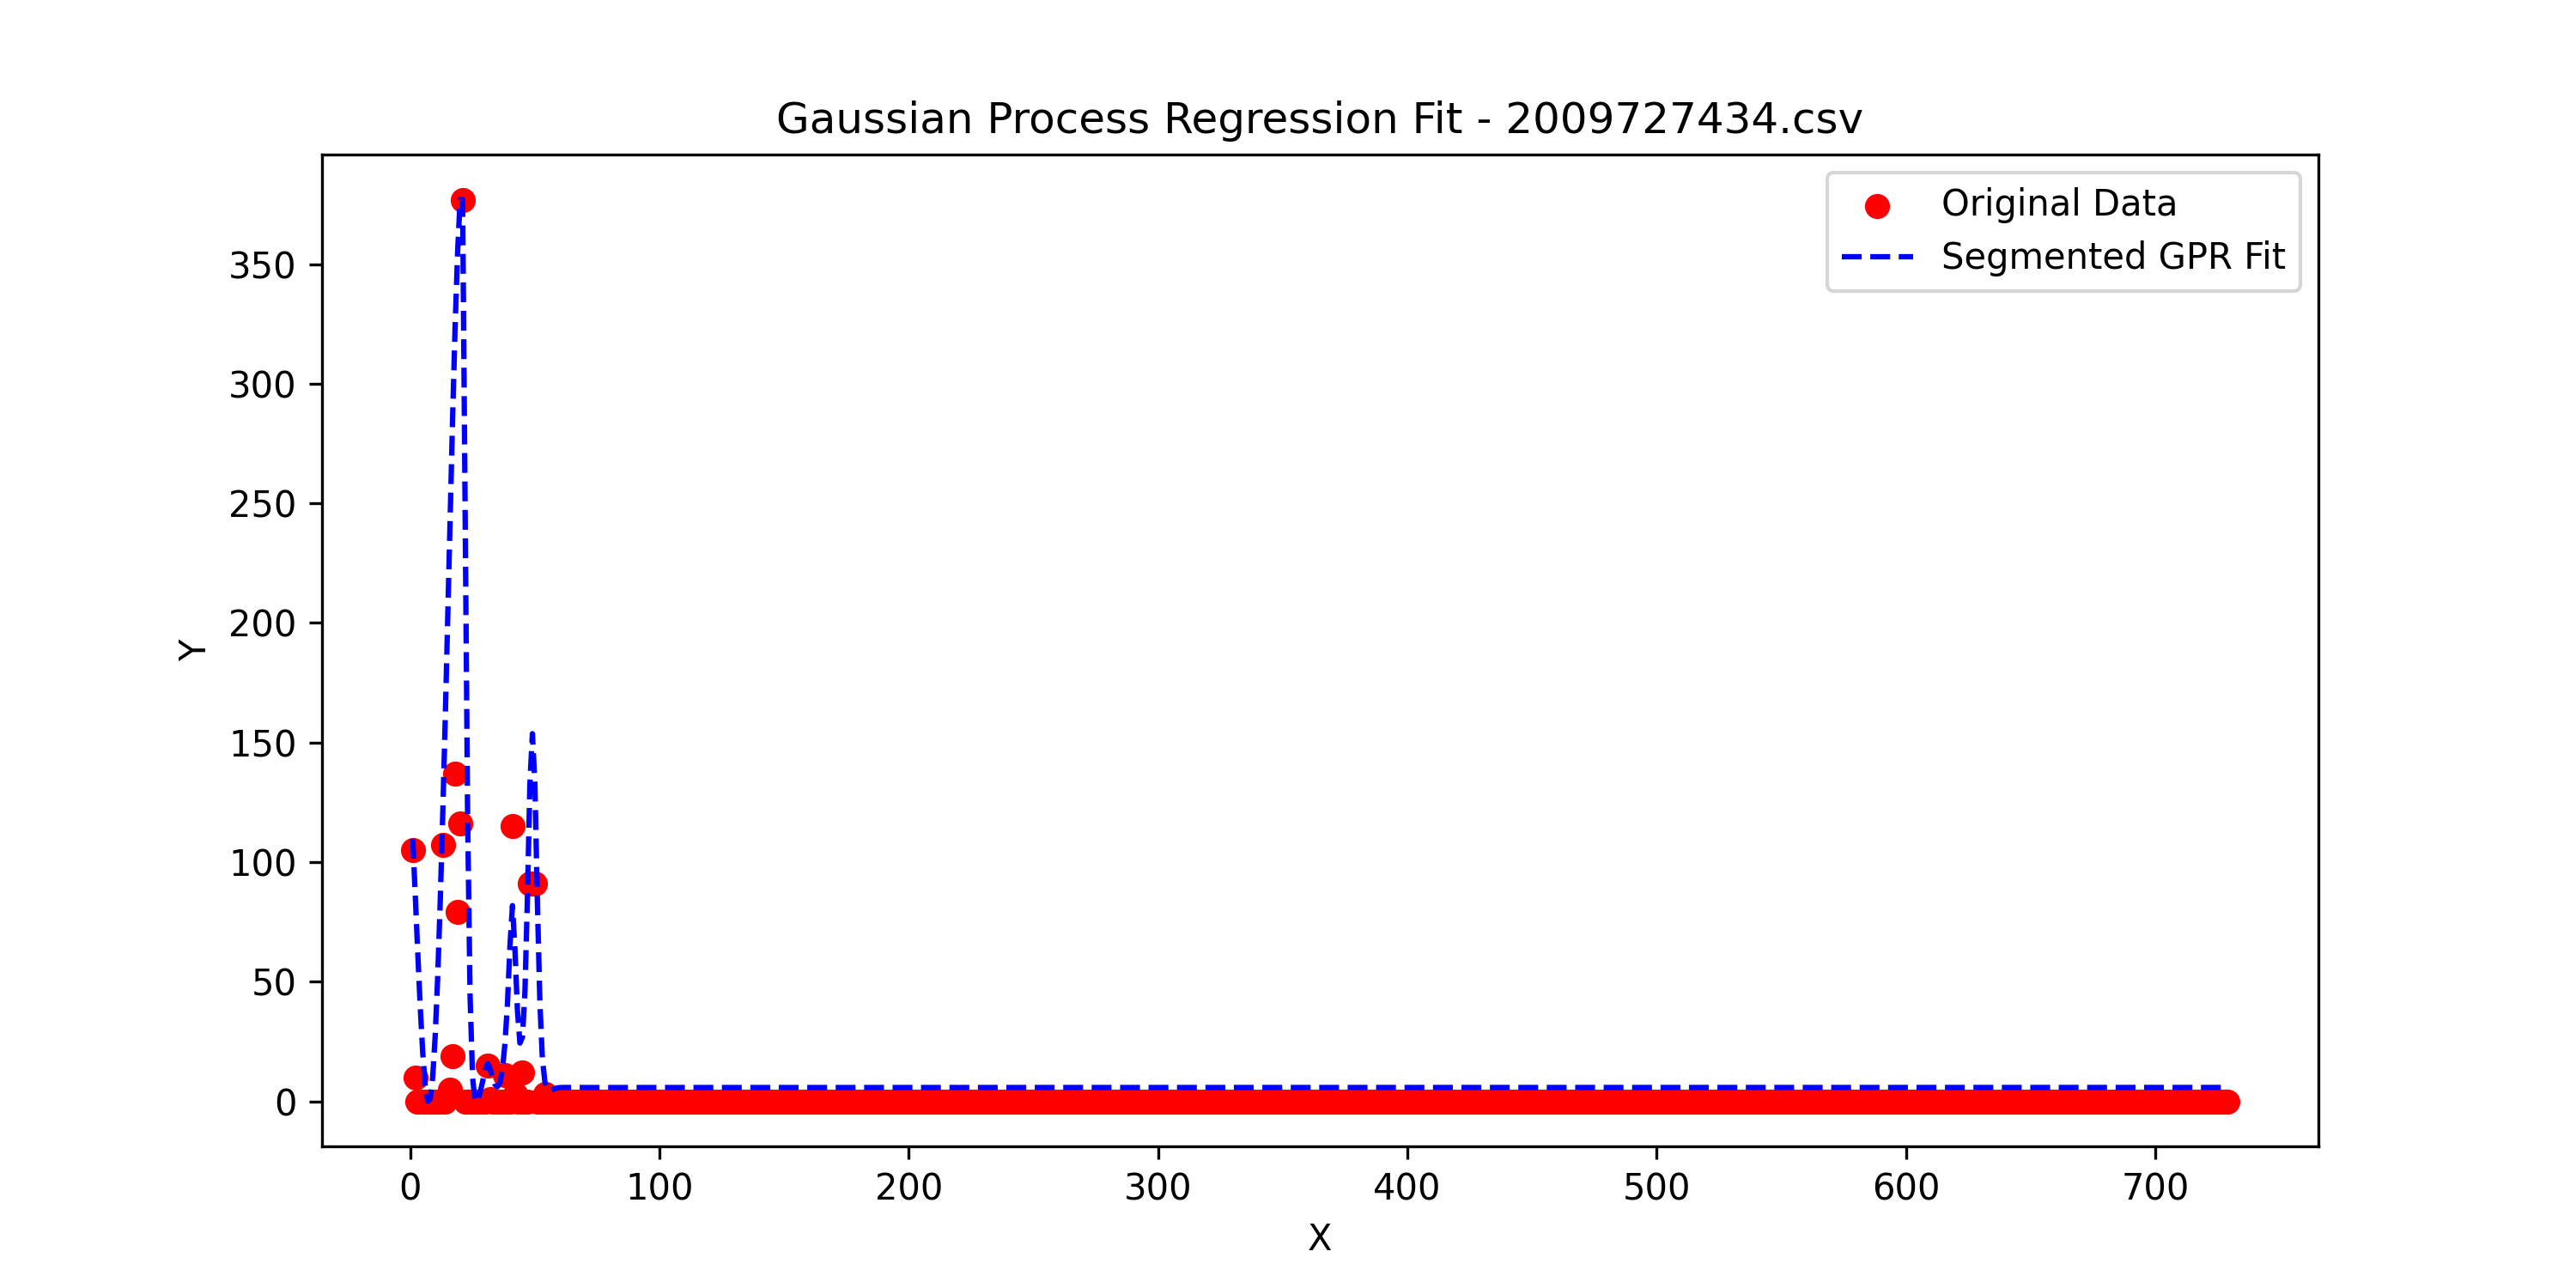 Gaussian Process Regression Fit - 2009727434.csv
Original Data
Segmented GPR Fit
350
300
250
200
150
100
50
0
Y
0 100 200 300 400 500 600 700
X